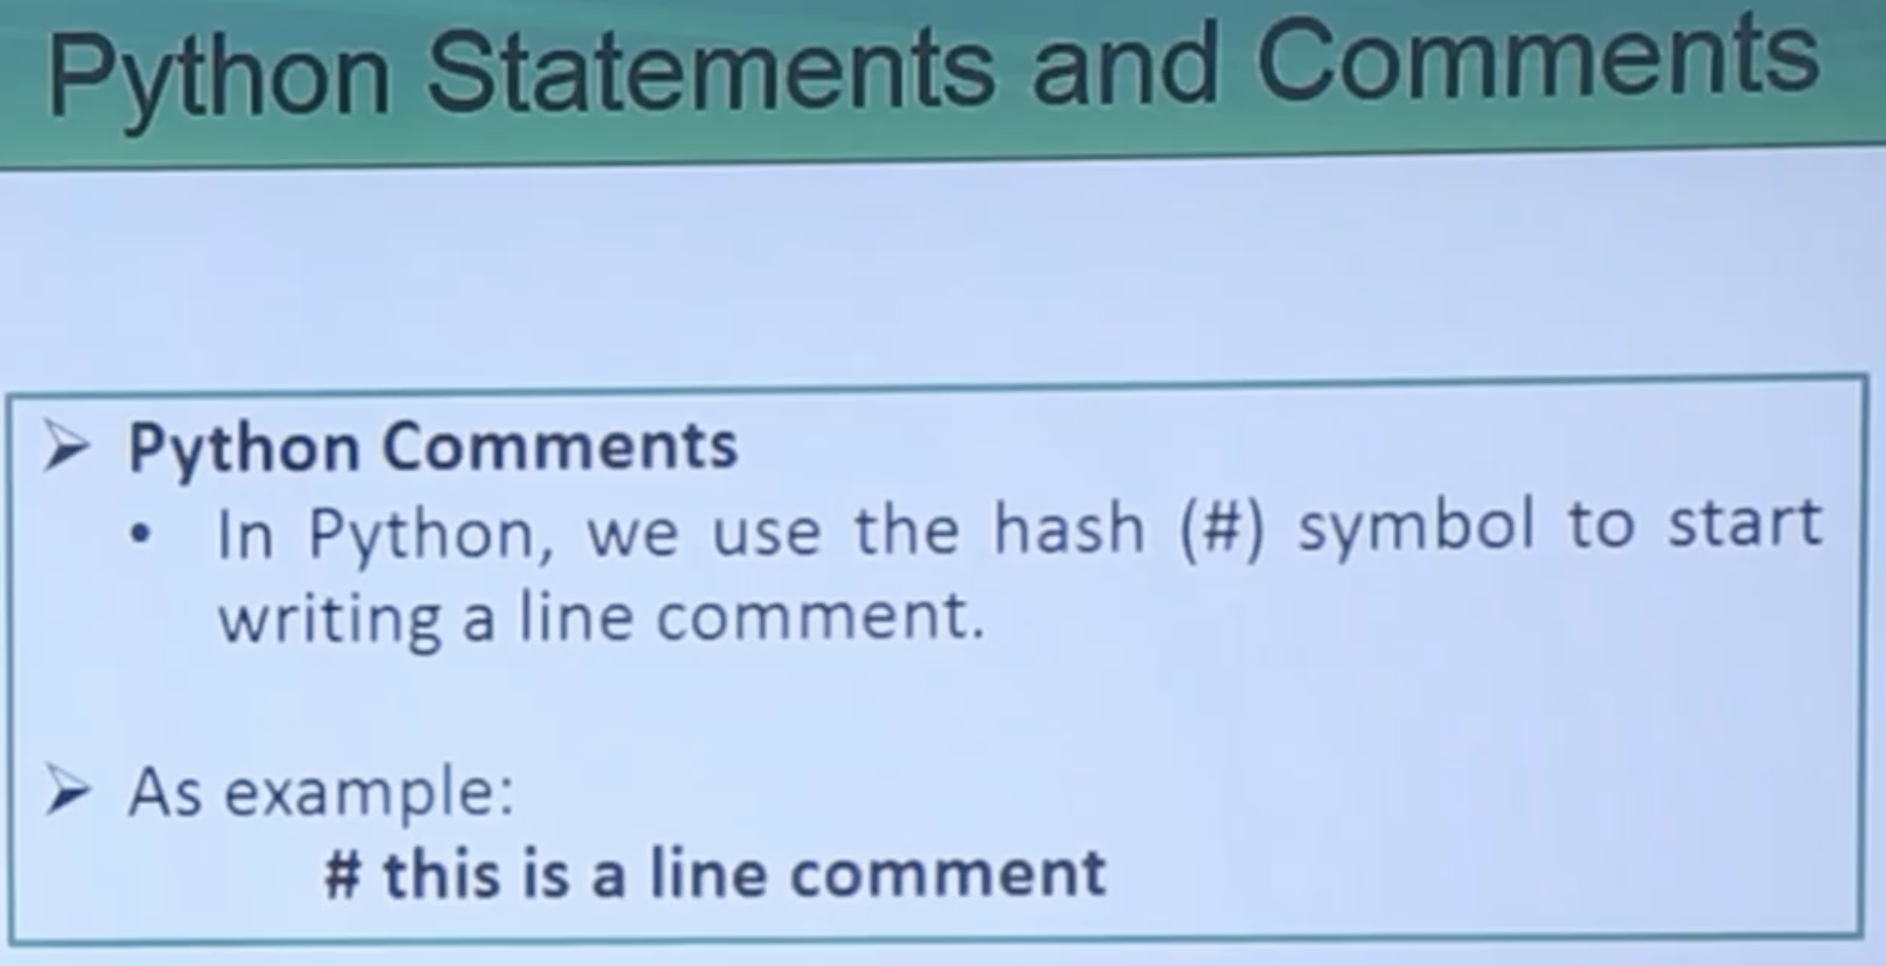 Python Statements and Comments
➢ Python Comments
• In Python, we use the hash (#) symbol to start
writing a line comment.
➢ As example:
# this is a line comment